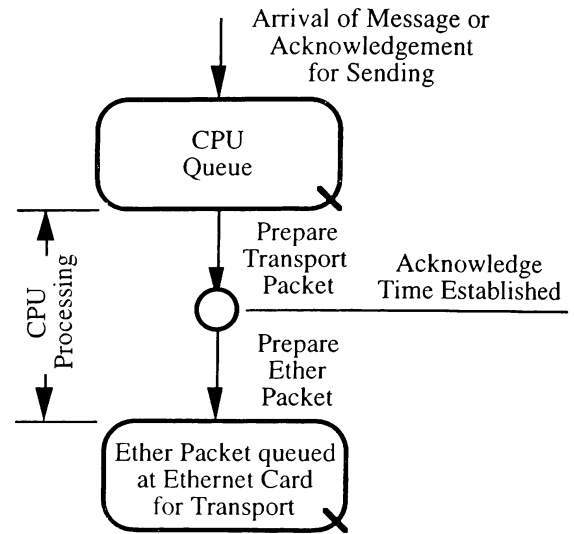 Arrival of Message or
Acknowledgement
for Sending
CPU
Queue
Prepare
Transport
Packet
Acknowledge
Time Established
CPU
Processing
Prepare
Ether
Packet
Ether Packet queued
at Ethernet Card
for Transport